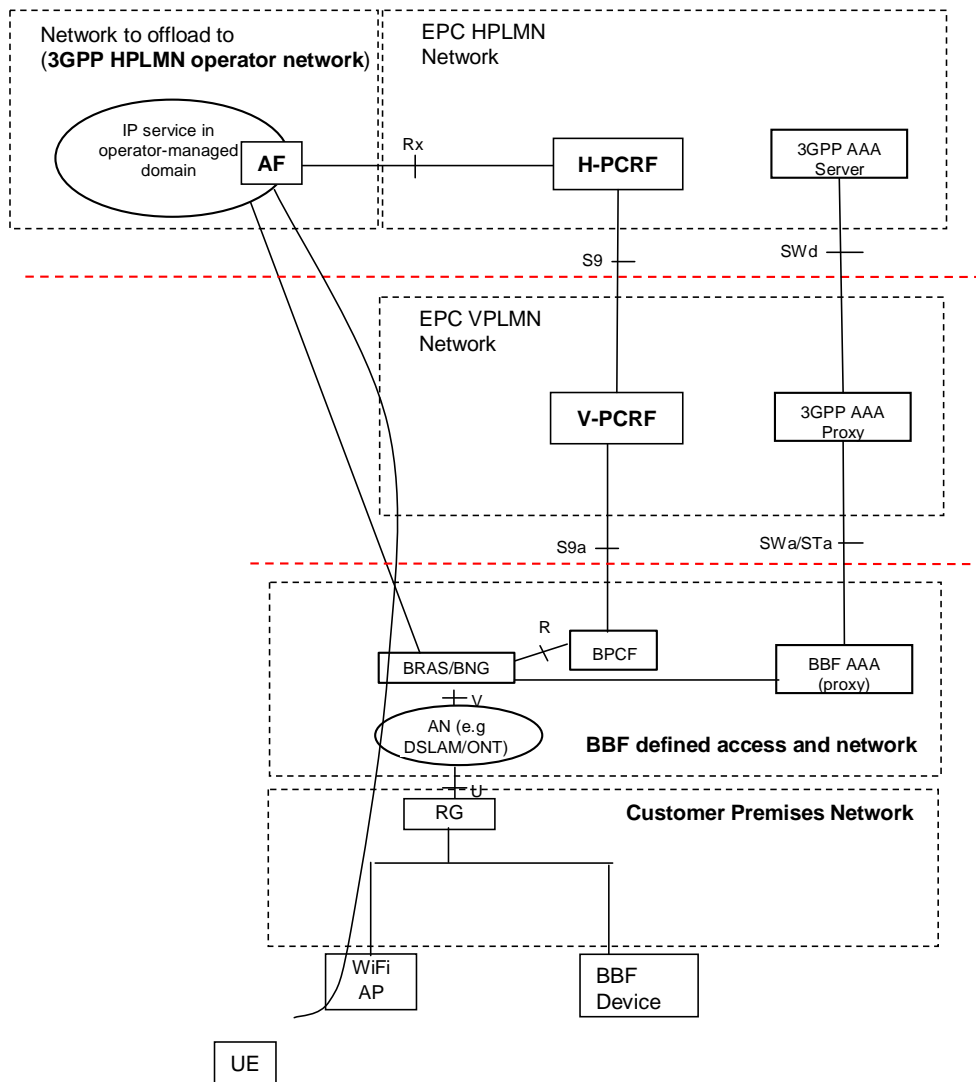 Network to offload to
(3GPP HPLMN operator network)
EPC HPLMN
Network
IP service in
operator-managed
domain
AF
Rx
H-PCRF
3GPP AAA
Server
S9
SWd
EPC VPLMN
Network
V-PCRF
3GPP AAA
Proxy
S9a
SWa/STa
R
BPCF
BRAS/BNG
BBF AAA
(proxy)
V
AN (e.g
DSLAM/ONT)
BBF defined access and network
U
RG
Customer Premises Network
WiFi
AP
BBF
Device
UE